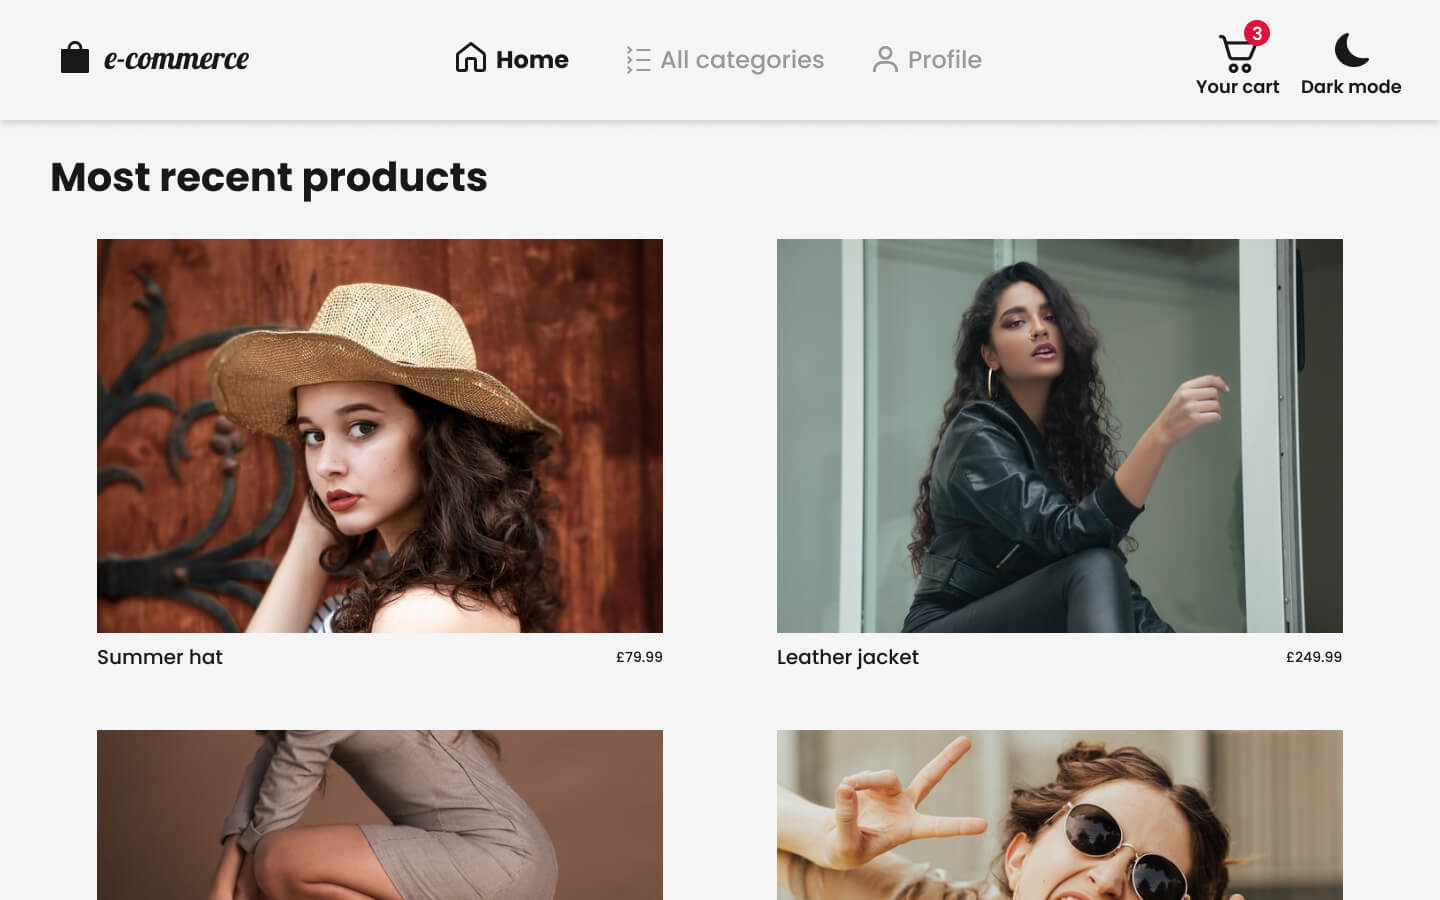 e-commerce
Home
All categories
Profile
3
Your cart
Dark mode
Most recent products
Summer hat
£79.99
Leather jacket
£249.99